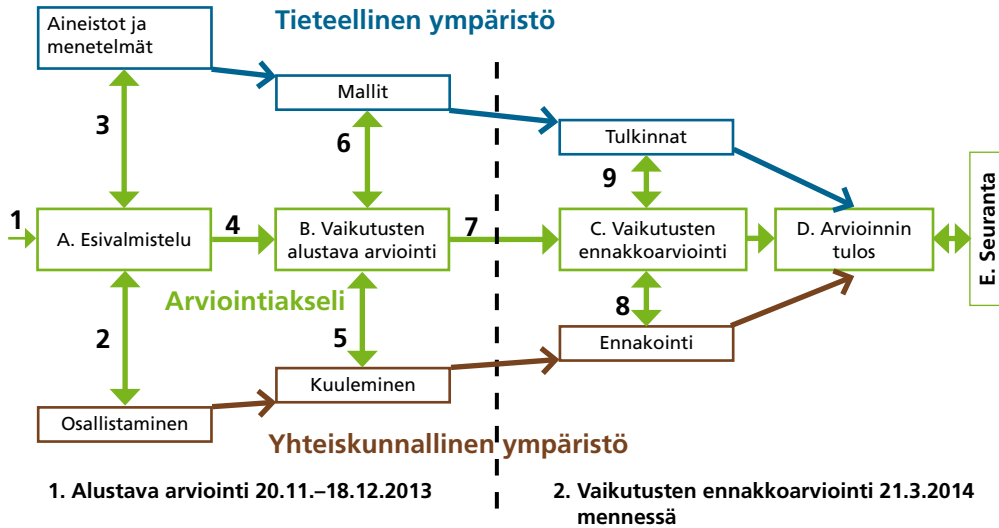 Tieteellinen ympäristö
Aineistot ja
menetelmät
Mallit
Tulkinnat
3
6
9
1
A. Esivalmistelu
4
B. Vaikutusten
alustava arviointi
7
C. Vaikutusten
ennakkoarviointi
D. Arvioinnin
tulos
E. Seuranta
Arviointiakseli
2
5
8
Ennakointi
Kuuleminen
Osallistaminen
Yhteiskunnallinen ympäristö
1. Alustava arviointi 20.11.–18.12.2013
2. Vaikutusten ennakkoarviointi 21.3.2014
mennessä